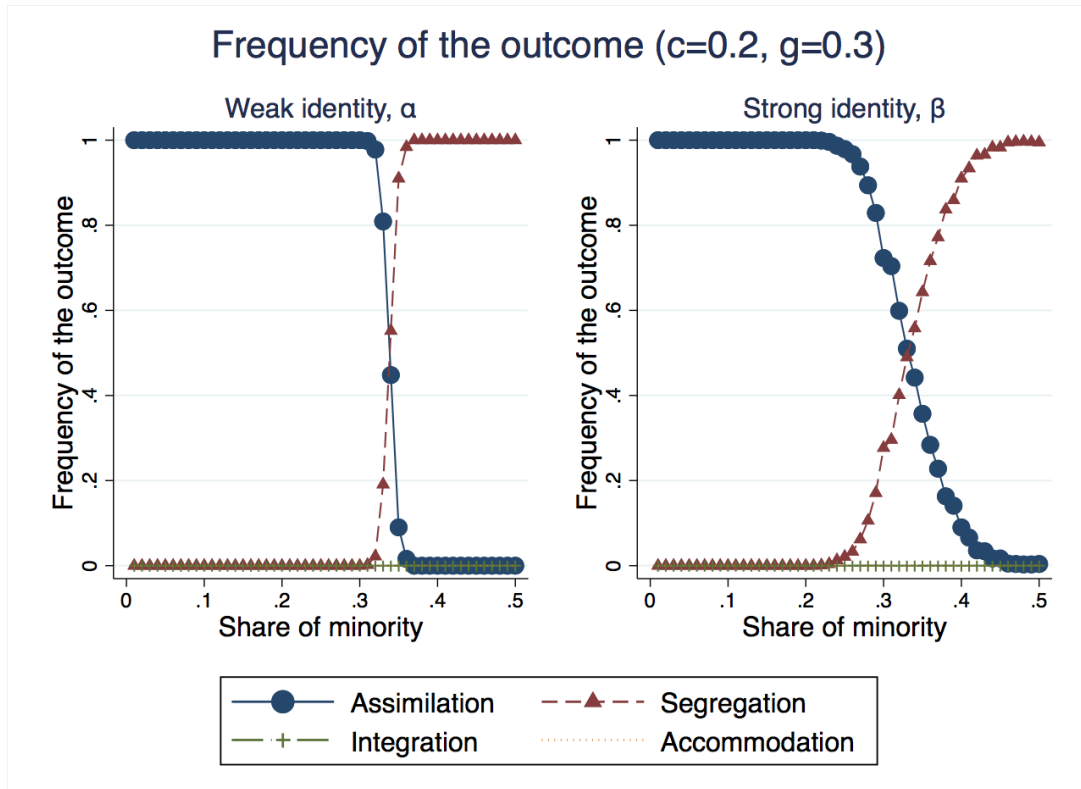 Frequency of the outcome (c=0.2, g=0.3)
Weak identity, α
Frequency of the outcome
1
.8
.6
.4
.2
0
0 .1 .2 .3 .4 .5
Share of minority
Strong identity, β
Frequency of the outcome
1
.8
.6
.4
.2
0
0 .1 .2 .3 .4 .5
Share of minority
Assimilation Segregation
Integration Accommodation